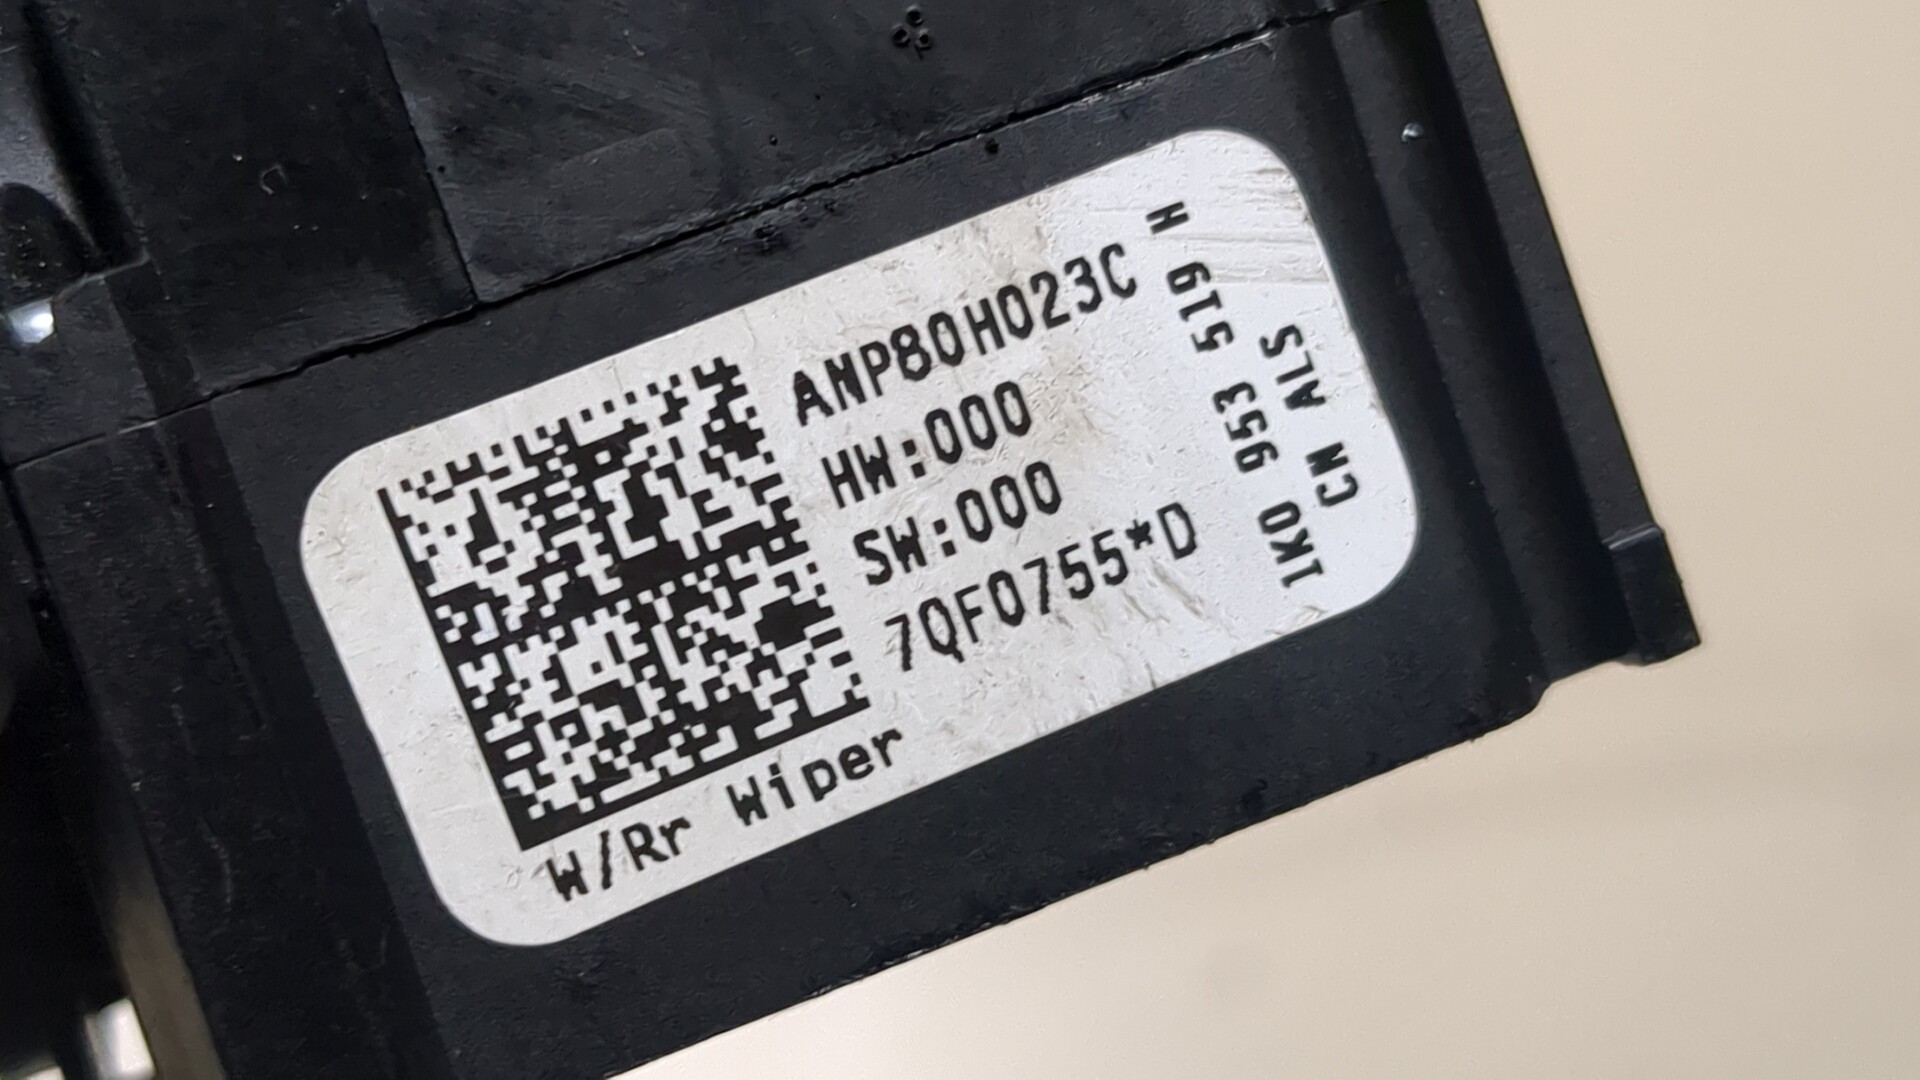 ANP80H023C
HW:000
SW:000
7QF0755*D
W/Rr Wiper
1K0 953 519 H
CN ALS